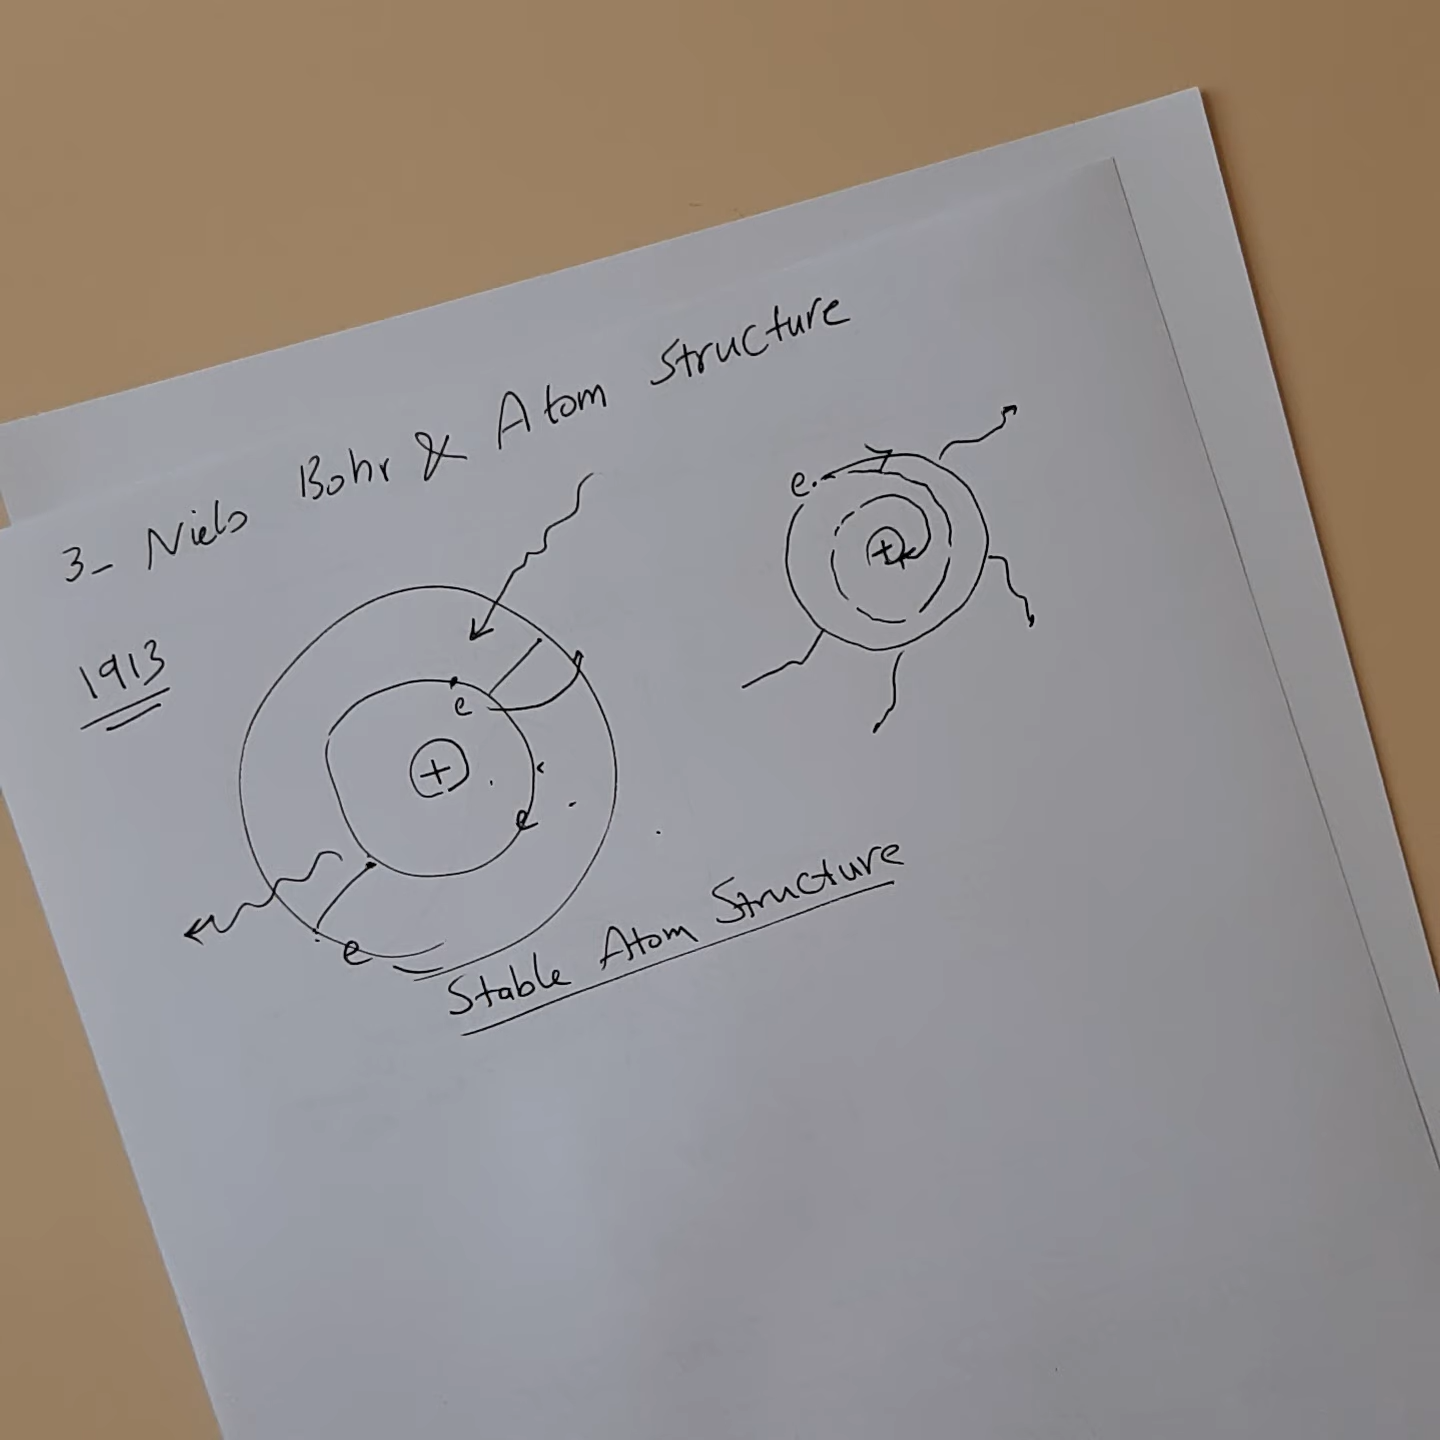 3- Niels Bohr & Atom Structure
1913
e.
+
e
+
e
e
Stable Atom Structure